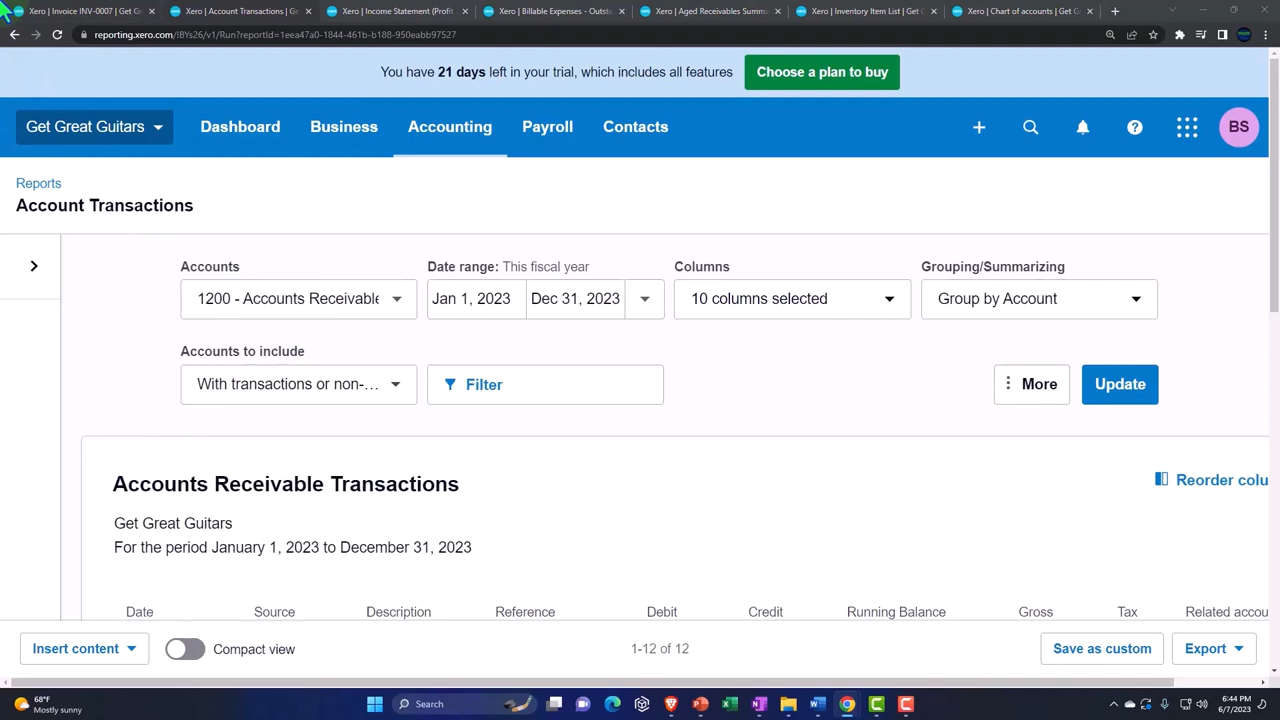 Xero | Invoice INV-0007 | Get G
Xero | Account Transactions | Ge
Xero | Income Statement (Profit
Xero | Billable Expenses - Outsta
Xero | Aged Receivables Summa
Xero | Inventory Item List | Get G
Xero | Chart of accounts | Get G
reporting.xero.com/!BYs26/v1/Run?reportId=1eea47a0-1844-461b-b188-950eabb97527
You have 21 days left in your trial, which includes all features
Choose a plan to buy
Get Great Guitars Dashboard Business Accounting Payroll Contacts BS
Reports
Account Transactions
Accounts Date range: This fiscal year Columns Grouping/Summarizing
1200 - Accounts Receivable Jan 1, 2023 Dec 31, 2023 10 columns selected Group by Account
Accounts to include
With transactions or non-... Filter More Update
Accounts Receivable Transactions
Reorder colu
Get Great Guitars
For the period January 1, 2023 to December 31, 2023
Date Source Description Reference Debit Credit Running Balance Gross Tax Related accou
Insert content Compact view 1-12 of 12 Save as custom Export
68°F
Mostly sunny
Search
6:44 PM
6/7/2023